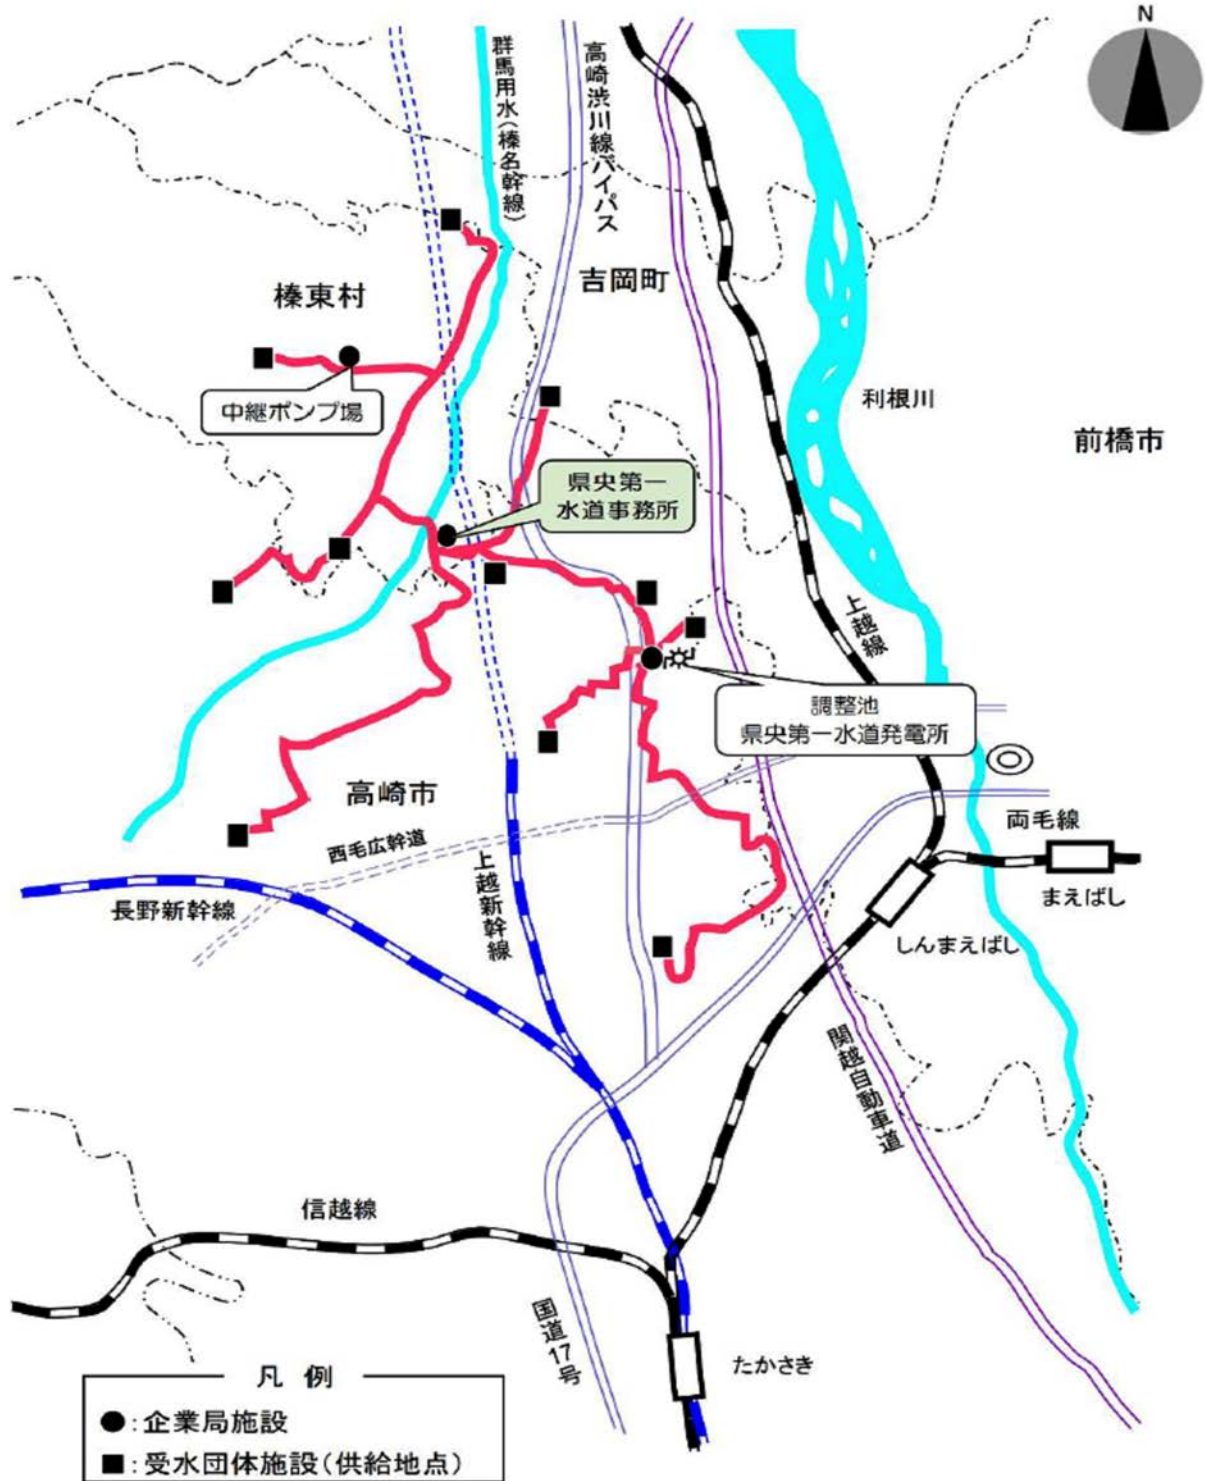 N
群馬用水(榛名幹線)
高崎渋川線バイパス
吉岡町
榛東村
中継ポンプ場
利根川
前橋市
県央第一
水道事務所
上越線
調整池
県央第一水道発電所
高崎市
西毛広幹道
両毛線
まえばし
上越新幹線
長野新幹線
しんまえばし
関越自動車道
信越線
国道17号
たかさき
凡例
●:企業局施設
■:受水団体施設(供給地点)